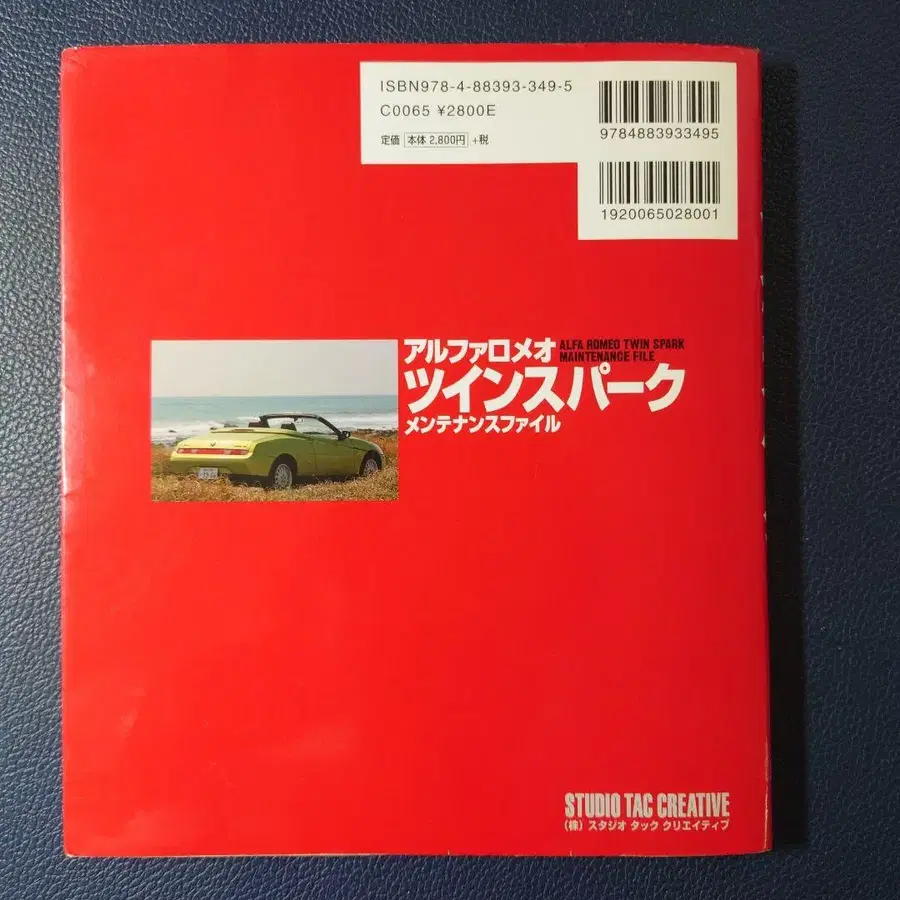 ISBN978-4-88393-349-5
C0065 ¥2800E
定価 本体 2,800円 +税
9784883933495
1920065028001
アルファロメオ
ALFA ROMEO TWIN SPARK
MAINTENANCE FILE
ツインスパーク
メンテナンスファイル
STUDIO TAC CREATIVE
(株)スタジオ タック クリエイティブ